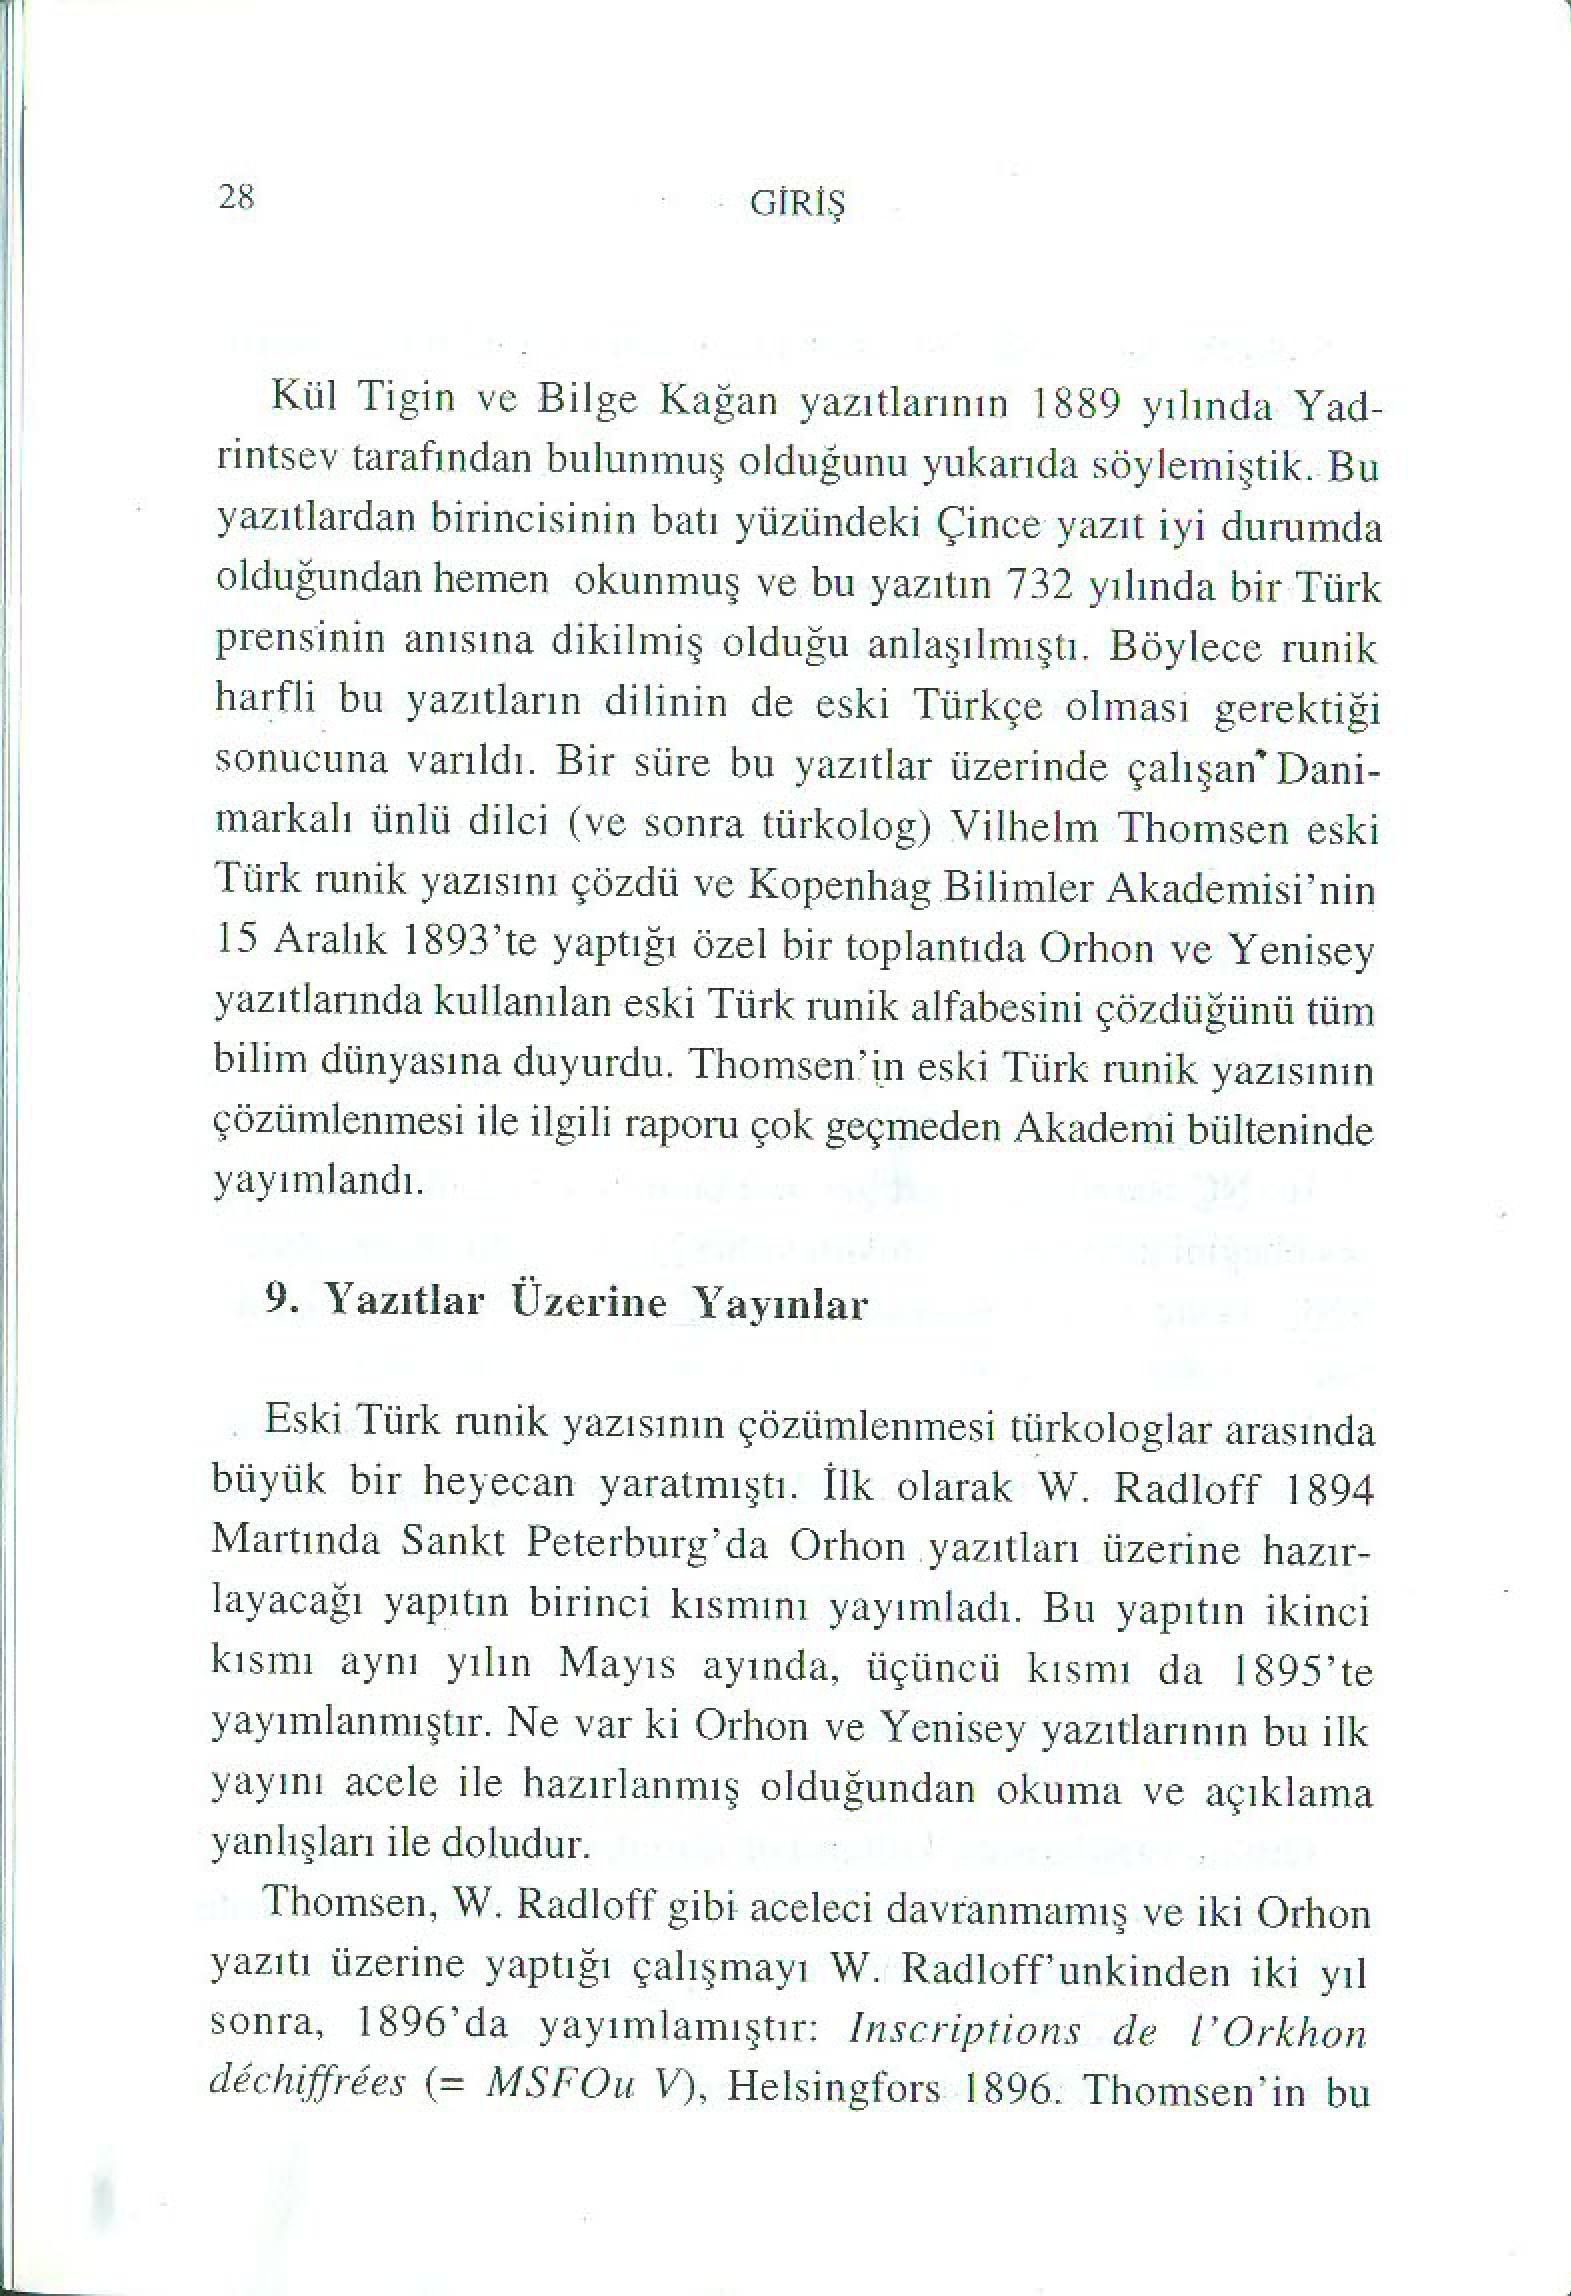 28
GİRİŞ
Kül Tigin ve Bilge Kağan yazıtlarının 1889 yılında Yad-
rintsev tarafından bulunmuş olduğunu yukarıda söylemiştik. Bu
yazıtlardan birincisinin batı yüzündeki Çince yazıt iyi durumda
olduğundan hemen okunmuş ve bu yazıtın 732 yılında bir Türk
prensinin anısına dikilmiş olduğu anlaşılmıştı. Böylece runik
harfli bu yazıtların dilinin de eski Türkçe olması gerektiği
sonucuna varıldı. Bir süre bu yazıtlar üzerinde çalışan Dani-
markalı ünlü dilci (ve sonra türkolog) Vilhelm Thomsen eski
Türk runik yazısını çözdü ve Kopenhag Bilimler Akademisi'nin
15 Aralık 1893'te yaptığı özel bir toplantıda Orhon ve Yenisey
yazıtlarında kullanılan eski Türk runik alfabesini çözdüğünü tüm
bilim dünyasına duyurdu. Thomsen'in eski Türk runik yazısının
çözümlenmesi ile ilgili raporu çok geçmeden Akademi bülteninde
yayımlandı.
9. Yazıtlar Üzerine Yayınlar
Eski Türk runik yazısının çözümlenmesi türkologlar arasında
büyük bir heyecan yaratmıştı. İlk olarak W. Radloff 1894
Martında Sankt Peterburg'da Orhon yazıtları üzerine hazır-
layacağı yapıtın birinci kısmını yayımladı. Bu yapıtın ikinci
kısmı aynı yılın Mayıs ayında, üçüncü kısmı da 1895'te
yayımlanmıştır. Ne var ki Orhon ve Yenisey yazıtlarının bu ilk
yayını acele ile hazırlanmış olduğundan okuma ve açıklama
yanlışları ile doludur.
Thomsen, W. Radloff gibi aceleci davranmamış ve iki Orhon
yazıtı üzerine yaptığı çalışmayı W. Radloff'unkinden iki yıl
sonra, 1896'da yayımlamıştır: Inscriptions de l'Orkhon
déchiffrées (= MSFOu V), Helsingfors 1896. Thomsen'in bu